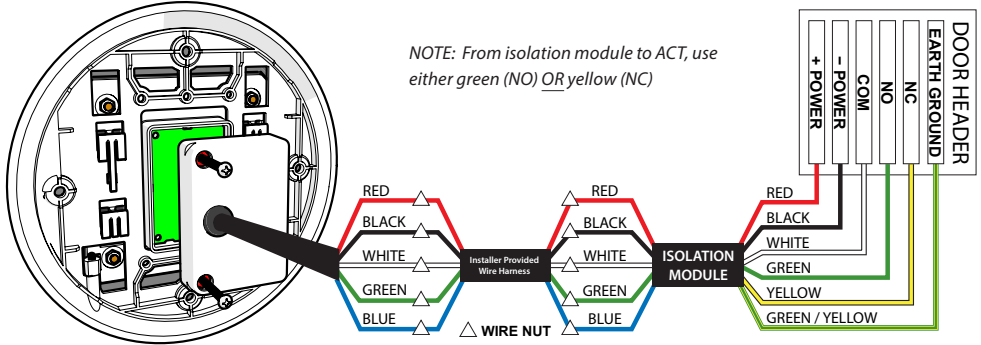 NOTE: From isolation module to ACT, use
either green (NO) OR yellow (NC)
RED
BLACK
WHITE
GREEN
BLUE
Installer Provided
Wire Harness
RED
BLACK
WHITE
GREEN
BLUE
WIRE NUT
ISOLATION
MODULE
RED
BLACK
WHITE
GREEN
YELLOW
GREEN / YELLOW
+ POWER
– POWER
COM
NO
NC
EARTH GROUND
DOOR HEADER